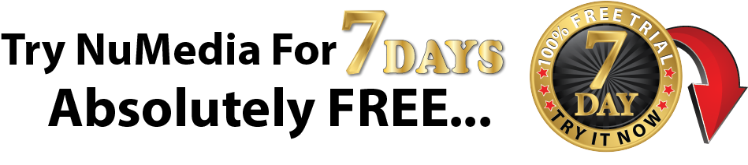 Try NuMedia For 7 DAYS
Absolutely FREE...
100% FREE TRIAL
7
DAY
TRY IT NOW